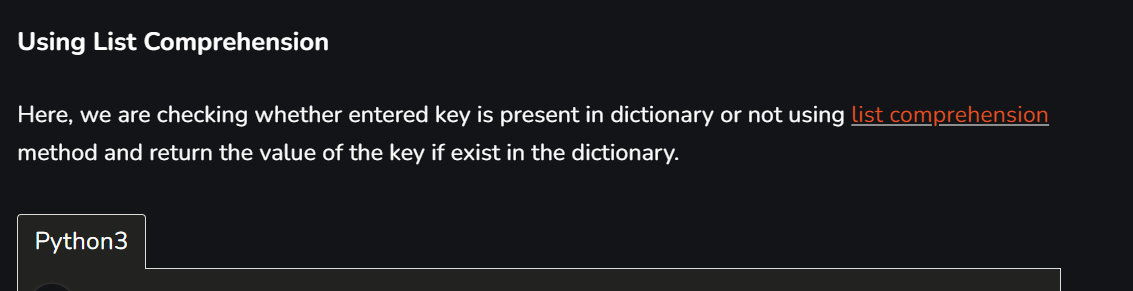 Using List Comprehension
Here, we are checking whether entered key is present in dictionary or not using list comprehension
method and return the value of the key if exist in the dictionary.
Python3